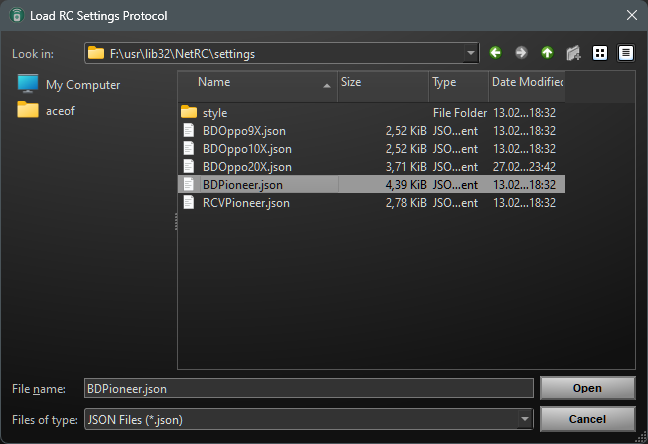 Load RC Settings Protocol
Look in: F:\usr\lib32\NetRC\settings
My Computer
aceof
Name Size Type Date Modified
style File Folder 13.02...18:32
BDOppo9X.json 2,52 KiB JSO...ent 13.02...18:32
BDOppo10X.json 2,52 KiB JSO...ent 13.02...18:32
BDOppo20X.json 3,71 KiB JSO...ent 27.02...23:42
BDPioneer.json 4,39 KiB JSO...ent 13.02...18:32
RCVPioneer.json 2,78 KiB JSO...ent 13.02...18:32
File name: BDPioneer.json Open
Files of type: JSON Files (*.json) Cancel